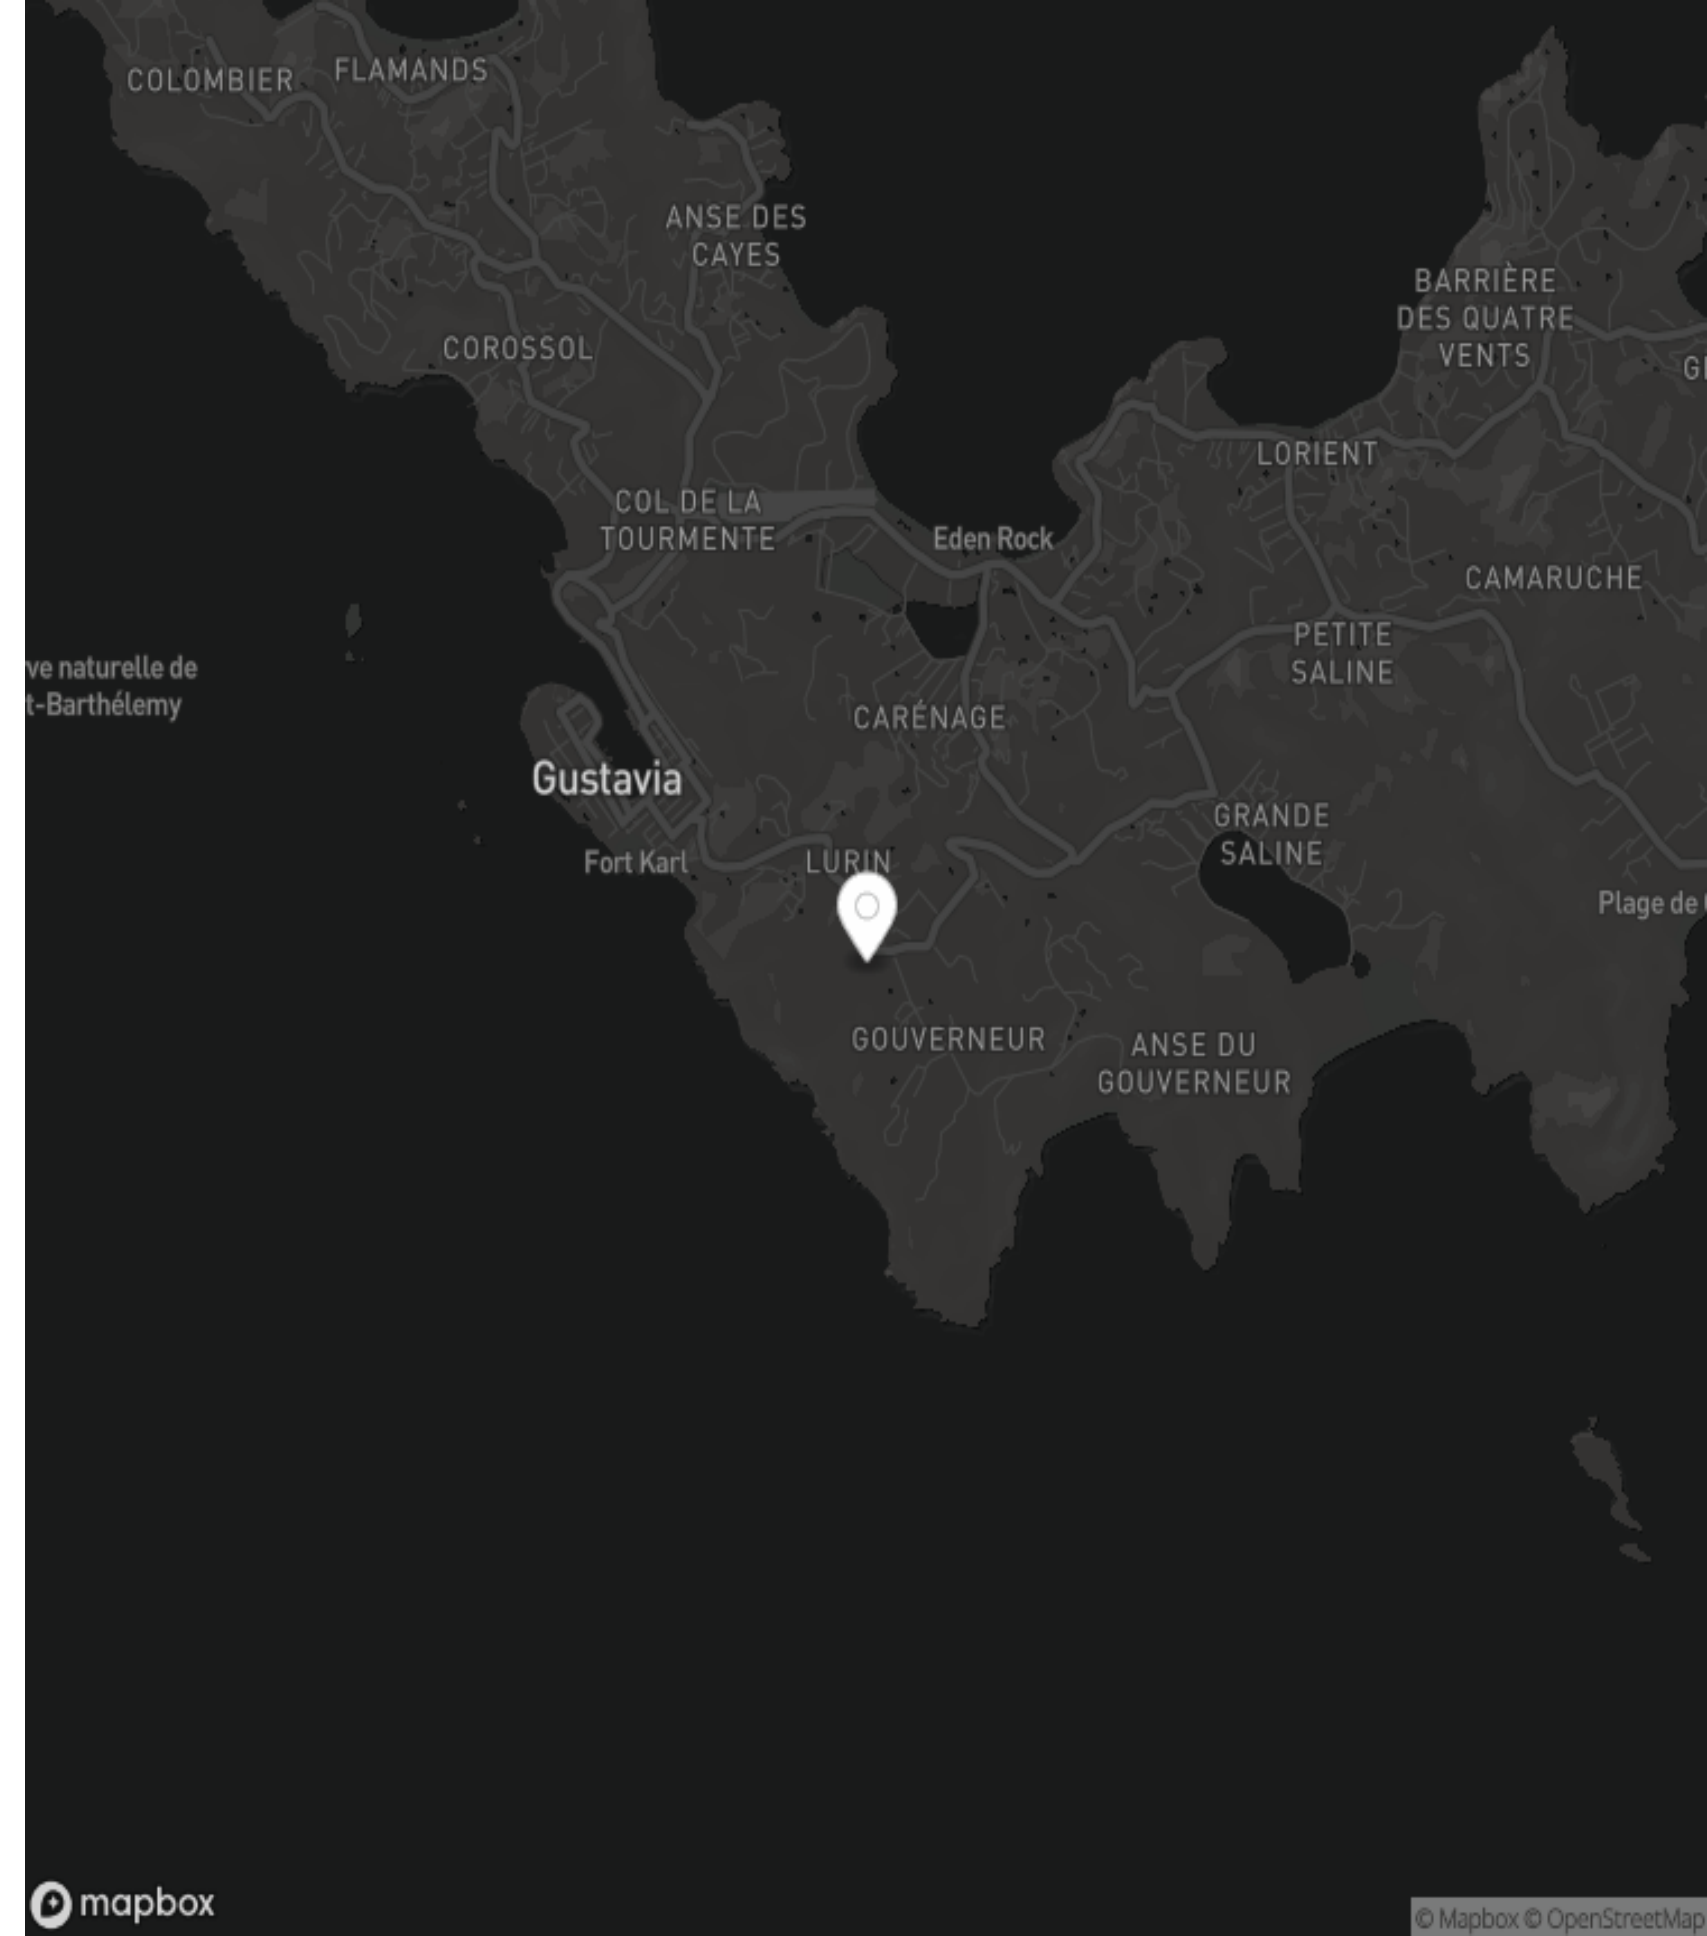 COLOMBIER
FLAMANDS
ANSE DES
CAYES
BARRIÈRE
DES QUATRE
VENTS
COROSSOL
LORIENT
COL DE LA
TOURMENTE
Eden Rock
CAMARUCHE
PETITE
SALINE
ve naturelle de
t-Barthélemy
CARÉNAGE
Gustavia
GRANDE
SALINE
Fort Karl
LURIN
Plage de
GOUVERNEUR
ANSE DU
GOUVERNEUR
mapbox
© Mapbox © OpenStreetMap